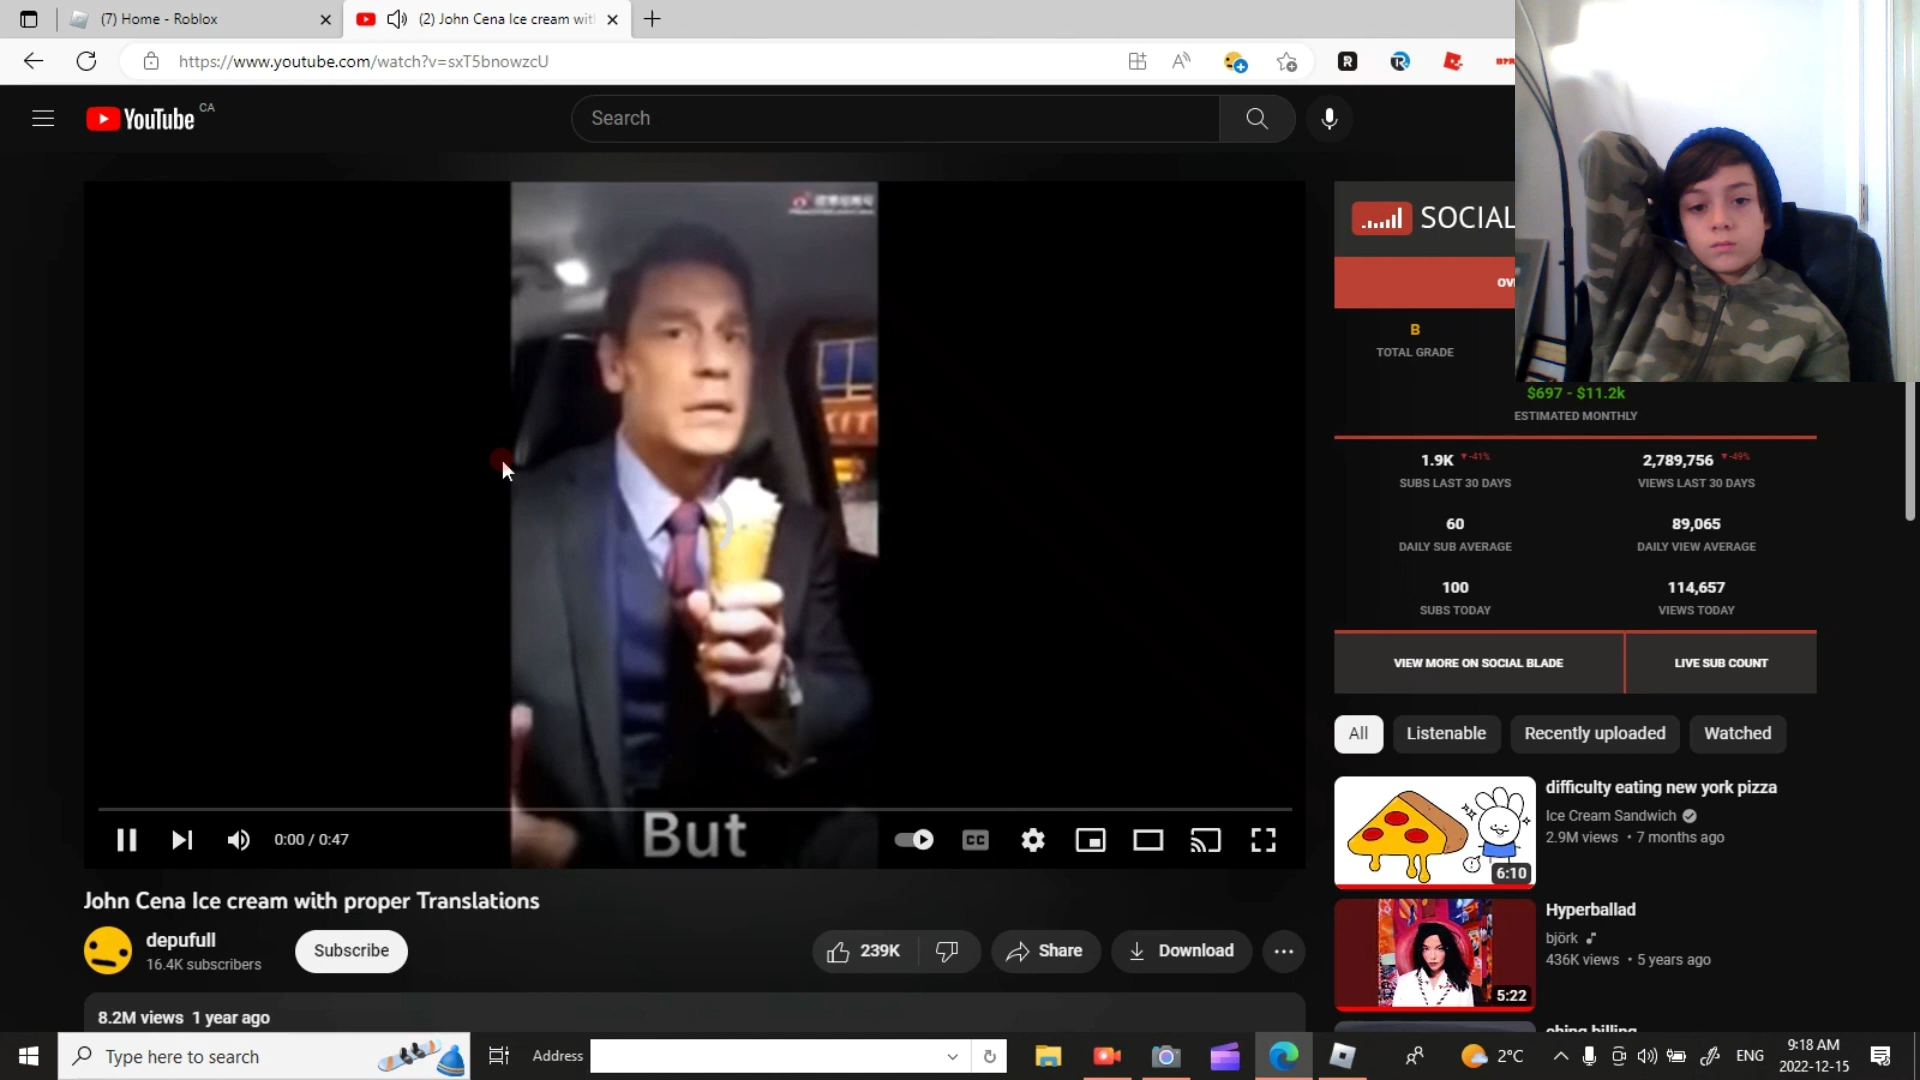 (7) Home - Roblox
(2) John Cena Ice cream wit
https://www.youtube.com/watch?v=sxT5bnowzcU
YouTube CA
Search
SOCIAL
B
TOTAL GRADE
$697 - $11.2k
ESTIMATED MONTHLY
1.9K -41%
SUBS LAST 30 DAYS
2,789,756 -49%
VIEWS LAST 30 DAYS
60
DAILY SUB AVERAGE
89,065
DAILY VIEW AVERAGE
100
SUBS TODAY
114,657
VIEWS TODAY
VIEW MORE ON SOCIAL BLADE
LIVE SUB COUNT
But
0:00 / 0:47
CC
All
Listenable
Recently uploaded
Watched
difficulty eating new york pizza
Ice Cream Sandwich
2.9M views • 7 months ago
6:10
Hyperballad
björk
436K views • 5 years ago
5:22
John Cena Ice cream with proper Translations
depufull
16.4K subscribers
Subscribe
239K
Share
Download
8.2M views 1 year ago
Type here to search
Address
2°C
ENG
9:18 AM
2022-12-15